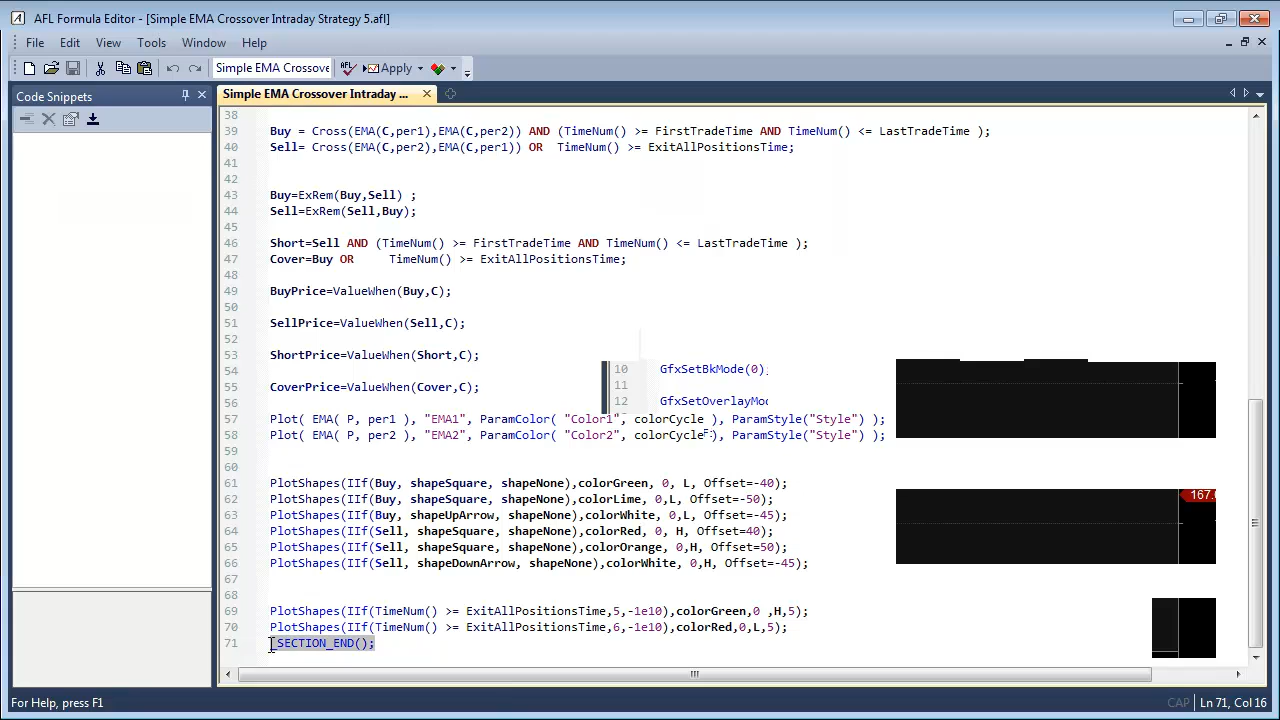 AFL Formula Editor - [Simple EMA Crossover Intraday Strategy 5.afl]
File Edit View Tools Window Help
Simple EMA Crossove Apply
Code Snippets
Simple EMA Crossover Intraday ...
38
39 Buy = Cross(EMA(C,per1),EMA(C,per2)) AND (TimeNum() >= FirstTradeTime AND TimeNum() <= LastTradeTime );
40 Sell= Cross(EMA(C,per2),EMA(C,per1)) OR TimeNum() >= ExitAllPositionsTime;
41
42
43 Buy=ExRem(Buy,Sell) ;
44 Sell=ExRem(Sell,Buy);
45
46 Short=Sell AND (TimeNum() >= FirstTradeTime AND TimeNum() <= LastTradeTime );
47 Cover=Buy OR TimeNum() >= ExitAllPositionsTime;
48
49 BuyPrice=ValueWhen(Buy,C);
50
51 SellPrice=ValueWhen(Sell,C);
52
53 ShortPrice=ValueWhen(Short,C);
54
10 GfxSetBkMode(0);
55 CoverPrice=ValueWhen(Cover,C);
11
56
12 GfxSetOverlayMo
57 Plot( EMA( P, per1 ), "EMA1", ParamColor( "Color1", colorCycle ), ParamStyle("Style") );
58 Plot( EMA( P, per2 ), "EMA2", ParamColor( "Color2", colorCycle ), ParamStyle("Style") );
59
60
61 PlotShapes(IIf(Buy, shapeSquare, shapeNone),colorGreen, 0, L, Offset=-40);
62 PlotShapes(IIf(Buy, shapeSquare, shapeNone),colorLime, 0,L, Offset=-50);
63 PlotShapes(IIf(Buy, shapeUpArrow, shapeNone),colorWhite, 0,L, Offset=-45);
64 PlotShapes(IIf(Sell, shapeSquare, shapeNone),colorRed, 0, H, Offset=40);
65 PlotShapes(IIf(Sell, shapeSquare, shapeNone),colorOrange, 0,H, Offset=50);
66 PlotShapes(IIf(Sell, shapeDownArrow, shapeNone),colorWhite, 0,H, Offset=-45);
67
68
69 PlotShapes(IIf(TimeNum() >= ExitAllPositionsTime,5,-1e10),colorGreen,0 ,H,5);
70 PlotShapes(IIf(TimeNum() >= ExitAllPositionsTime,6,-1e10),colorRed,0,L,5);
71 _SECTION_END();
167.
For Help, press F1
CAP Ln 71, Col 16